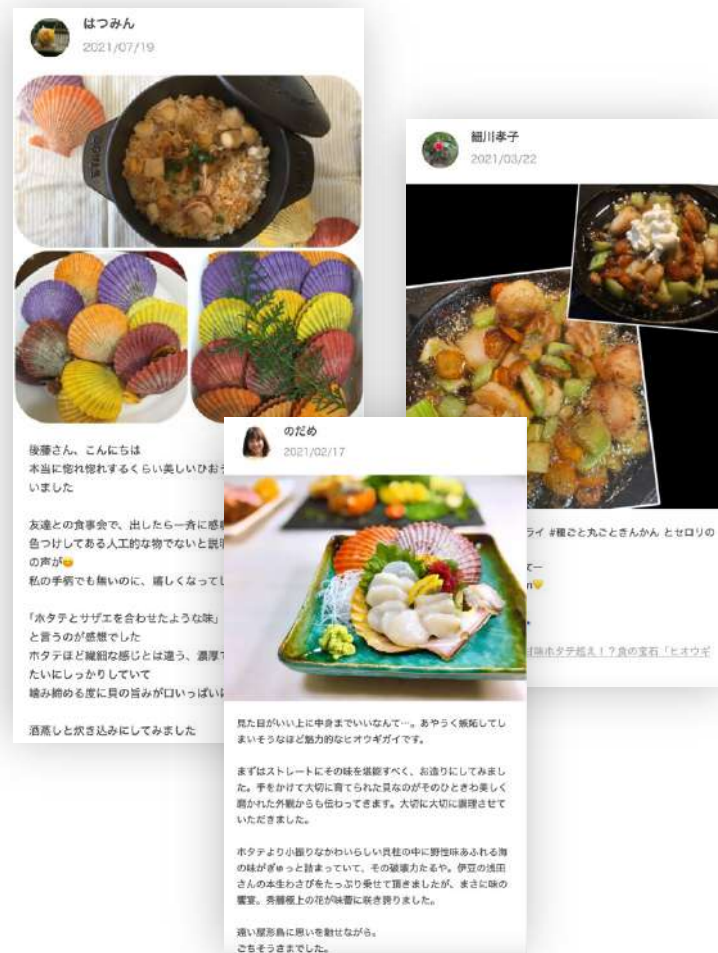 はつみん
2021/07/19
後藤さん、こんにちは
本当に惚れ惚れするくらい美しいひおう
いました
友達との食事会で、出したら一斉に感
色つけしてある人工的な物でないと説
の声が😊
私の手柄でも無いのに、嬉しくなってし
「ホタテとサザエを合わせたような味」
と言うのが感想でした
ホタテほど繊細な感じとは違う、濃厚で
たいにしっかりしていて
噛み締める度に貝の旨みが口いっぱいに
酒蒸しと炊き込みにしてみました
細川孝子
2021/03/22
ライ #種ごと丸ごときんかん とセロリの
甘味ホタテ超え！？食の宝石「ヒオウギ
のだめ
2021/02/17
見た目がいい上に中身までいいなんて…。あやうく嫉妬してし
まいそうなほど魅力的なヒオウギガイです。
まずはストレートにその味を堪能すべく、お造りにしてみまし
た。手をかけて大切に育てられた貝なのがそのひときわ美しく
磨かれた外観からも伝わってきます。大切に大切に調理させて
いただきました。
ホタテより小振りなかわいらしい貝柱の中に野性味あふれる海
の味がぎゅっと詰まっていて、その破壊力たるや。伊豆の浅田
さんの本生わさびをたっぷり乗せて頂きましたが、まさに味の
饗宴。秀麗極上の花が味蕾に咲き誇りました。
遠い屋形島に思いを馳せながら。
ごちそうさまでした。